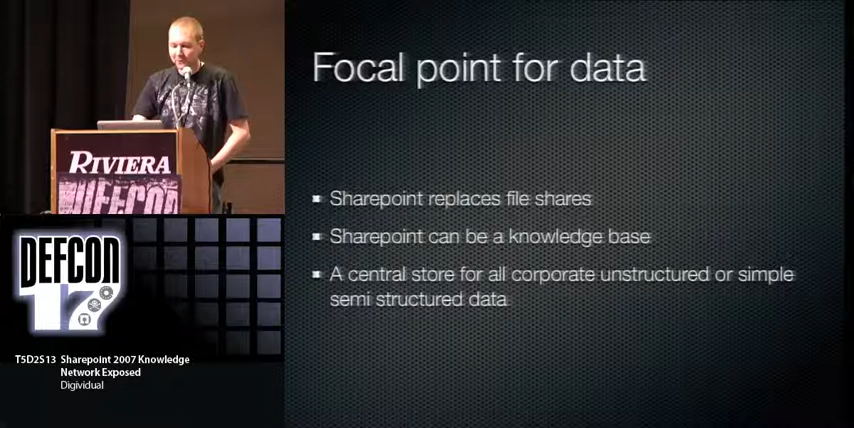 Focal point for data
Sharepoint replaces file shares
Sharepoint can be a knowledge base
A central store for all corporate unstructured or simple
semi structured data
RIVIERA
DEFCON
DEFCON
17
T5D2S13 Sharepoint 2007 Knowledge
Network Exposed
Digividual